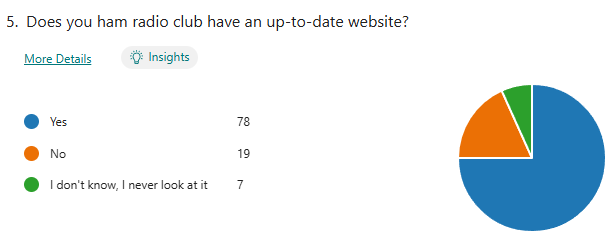 5. Does you ham radio club have an up-to-date website?
More Details
Insights
Yes 78
No 19
I don't know, I never look at it 7